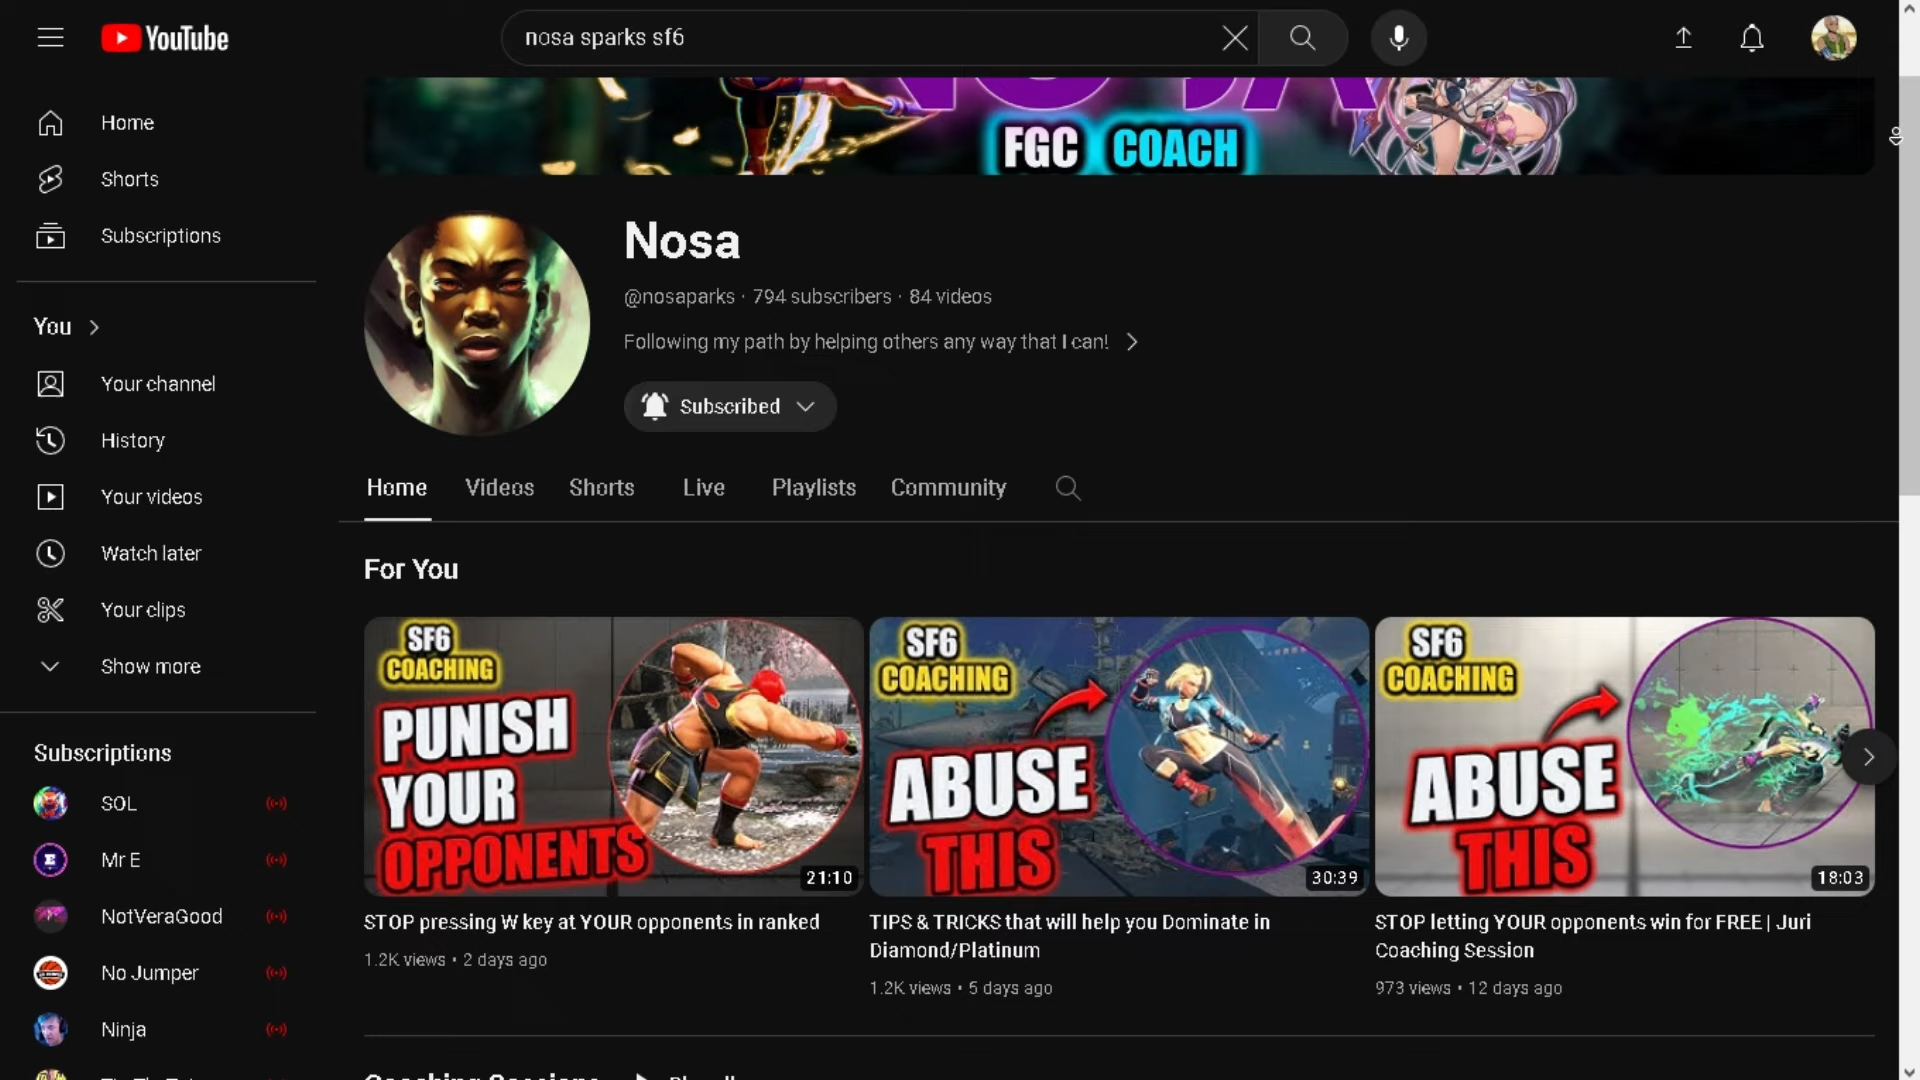 YouTube
nosa sparks sf6
Home
Shorts
Subscriptions
You
Your channel
History
Your videos
Watch later
Your clips
Show more
Subscriptions
SOL
Mr E
NotVeraGood
No Jumper
Ninja
NOSA
FGC COACH
Nosa
@nosaparks · 794 subscribers · 84 videos
Following my path by helping others any way that I can!
Subscribed
Home Videos Shorts Live Playlists Community
For You
SF6
COACHING
PUNISH
YOUR
OPPONENTS
21:10
STOP pressing W key at YOUR opponents in ranked
1.2K views • 2 days ago
SF6
COACHING
ABUSE
THIS
30:39
TIPS & TRICKS that will help you Dominate in
Diamond/Platinum
1.2K views • 5 days ago
SF6
COACHING
ABUSE
THIS
18:03
STOP letting YOUR opponents win for FREE | Juri
Coaching Session
973 views • 12 days ago
Coaching Sessions Play all